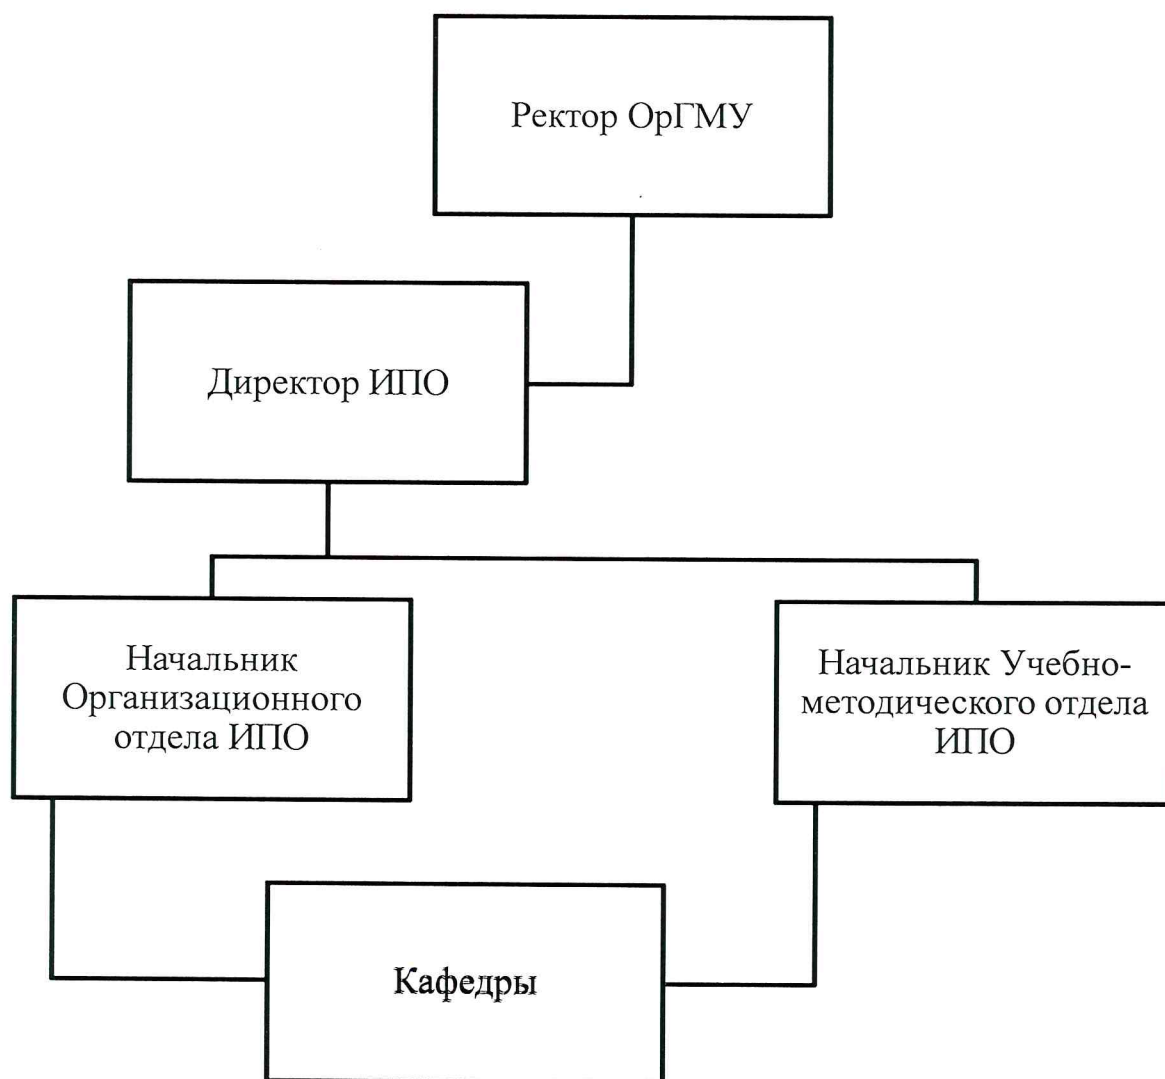 Ректор ОрГМУ
Директор ИПО
Начальник
Организационного
отдела ИПО
Начальник Учебно-
методического отдела
ИПО
Кафедры